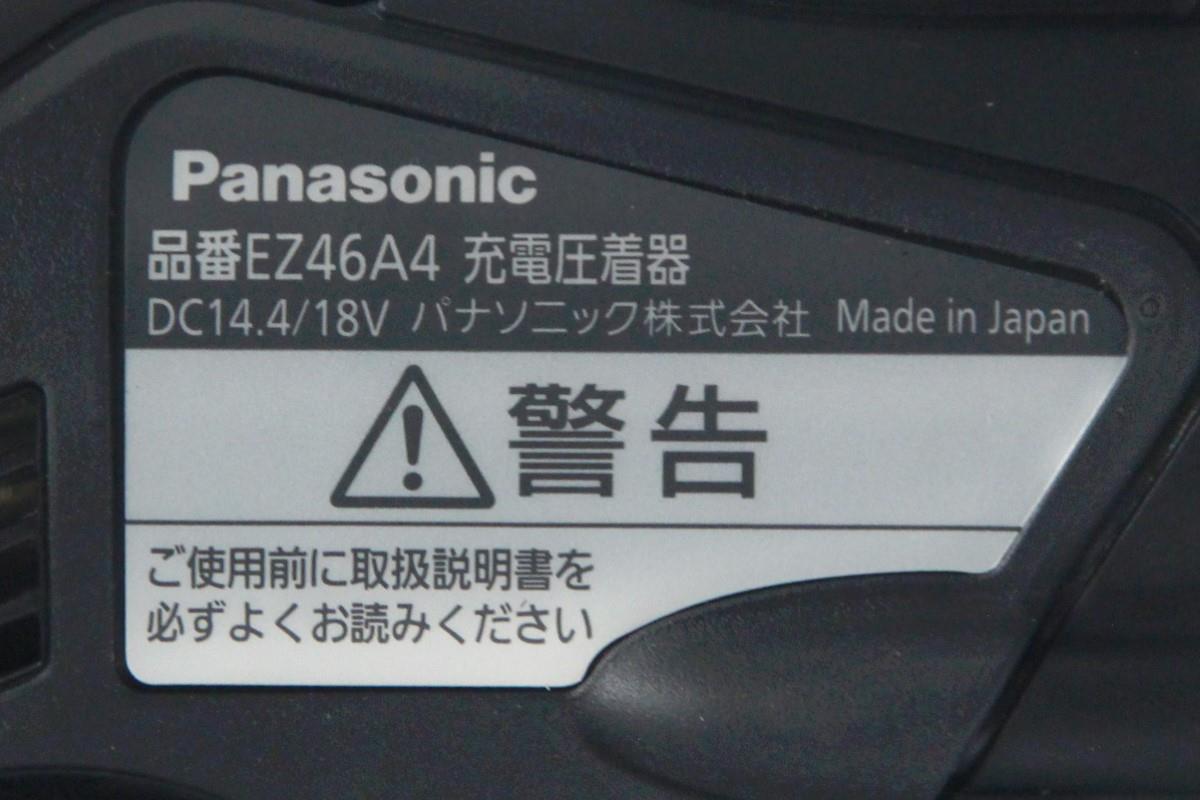 Panasonic
品番EZ46A4 充電圧着器
DC14.4/18V パナソニック株式会社 Made in Japan
警告
ご使用前に取扱説明書を
必ずよくお読みください